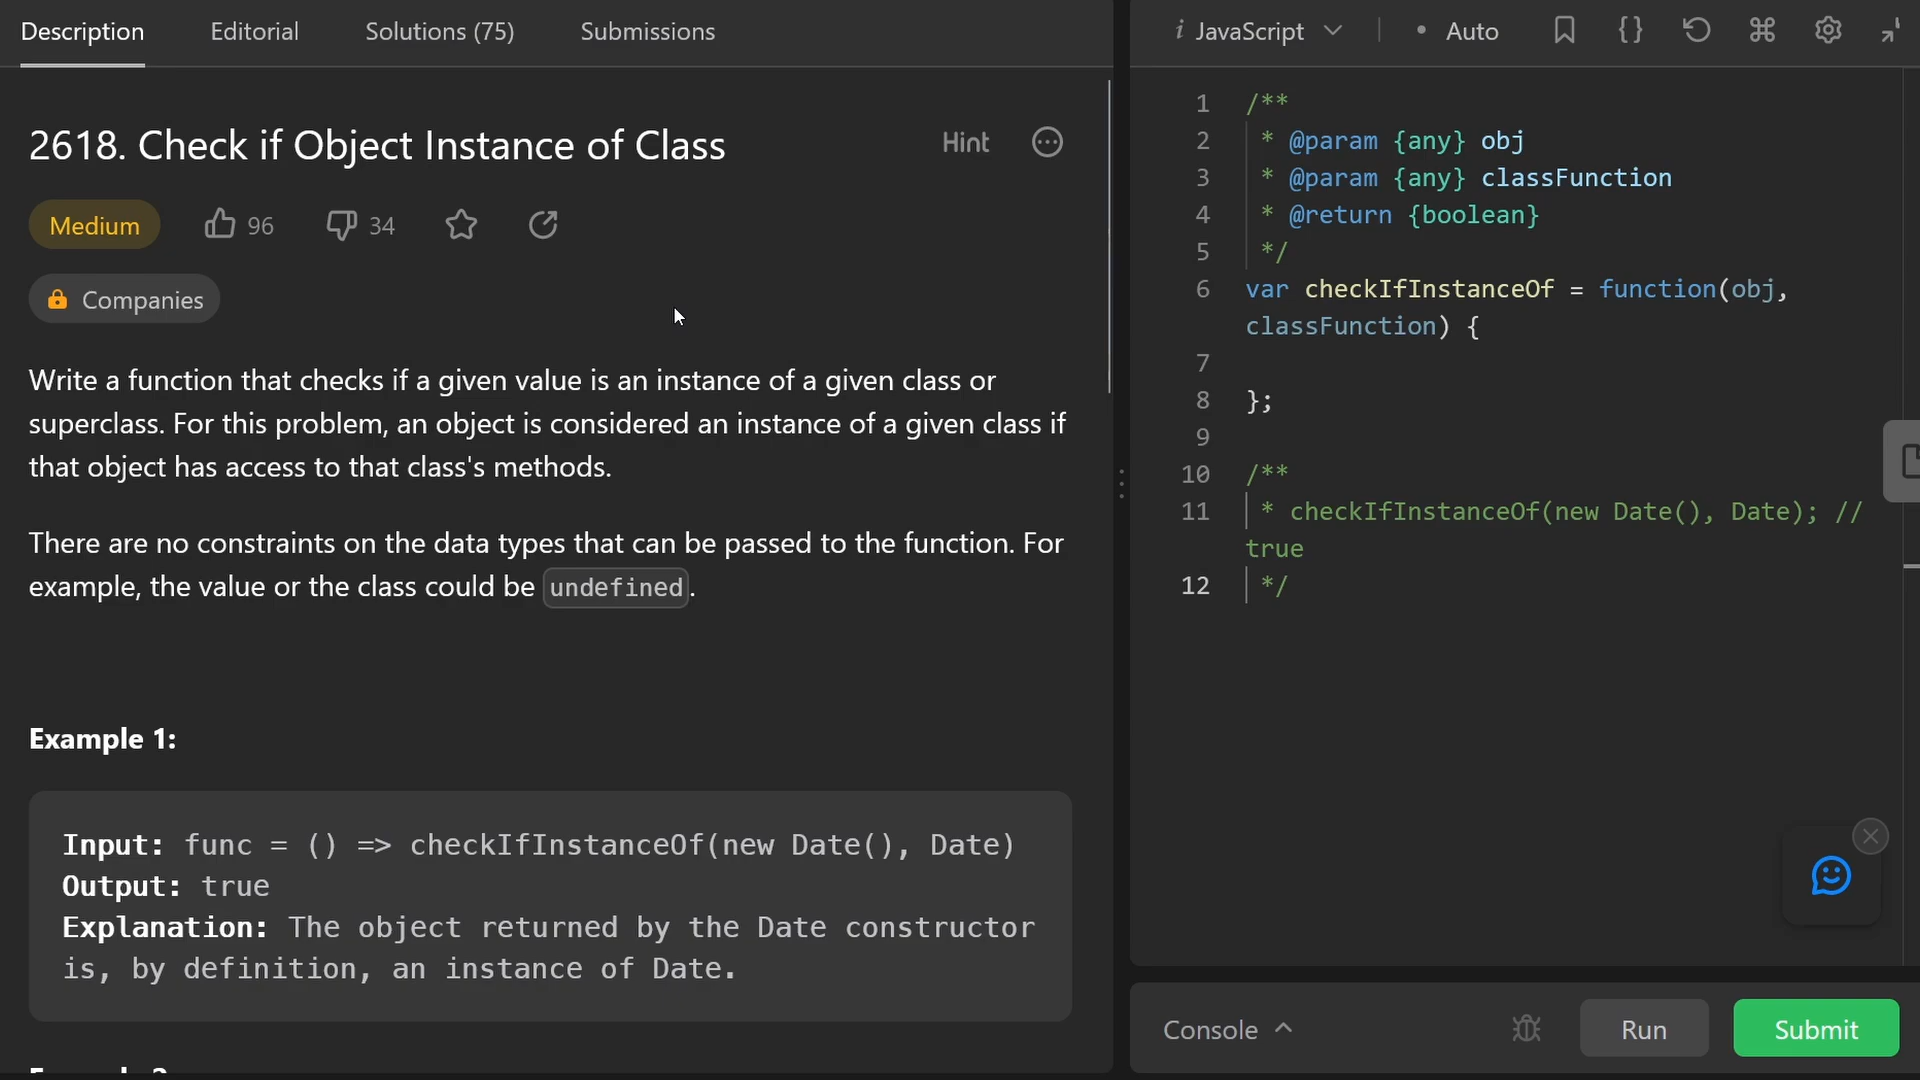 Description Editorial Solutions (75) Submissions
2618. Check if Object Instance of Class
Hint
Medium 96 34
Companies
Write a function that checks if a given value is an instance of a given class or
superclass. For this problem, an object is considered an instance of a given class if
that object has access to that class's methods.
There are no constraints on the data types that can be passed to the function. For
example, the value or the class could be undefined.
Example 1:
Input: func = () => checkIfInstanceOf(new Date(), Date)
Output: true
Explanation: The object returned by the Date constructor
is, by definition, an instance of Date.
i JavaScript Auto
1 /**
2 * @param {any} obj
3 * @param {any} classFunction
4 * @return {boolean}
5 */
6 var checkIfInstanceOf = function(obj,
classFunction) {
7
8 };
9
10 /**
11 * checkIfInstanceOf(new Date(), Date); //
true
12 */
Console Run Submit